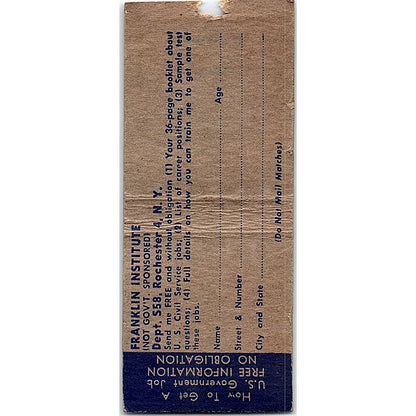 How To Get A
U.S. Government Job
FREE INFORMATION
NO OBLIGATION
FRANKLIN INSTITUTE
(NOT GOV'T. SPONSORED)
Dept. S58, Rochester 4, N. Y.
Send me FREE and without obligation (1) Your 36-page booklet about
U. S. Civil Service jobs; (2) List of career positions; (3) Sample test
questions; (4) Full details on how you can train me to get one of
these jobs.
Name Age
Street & Number
City and State
(Do Not Mail Matches)